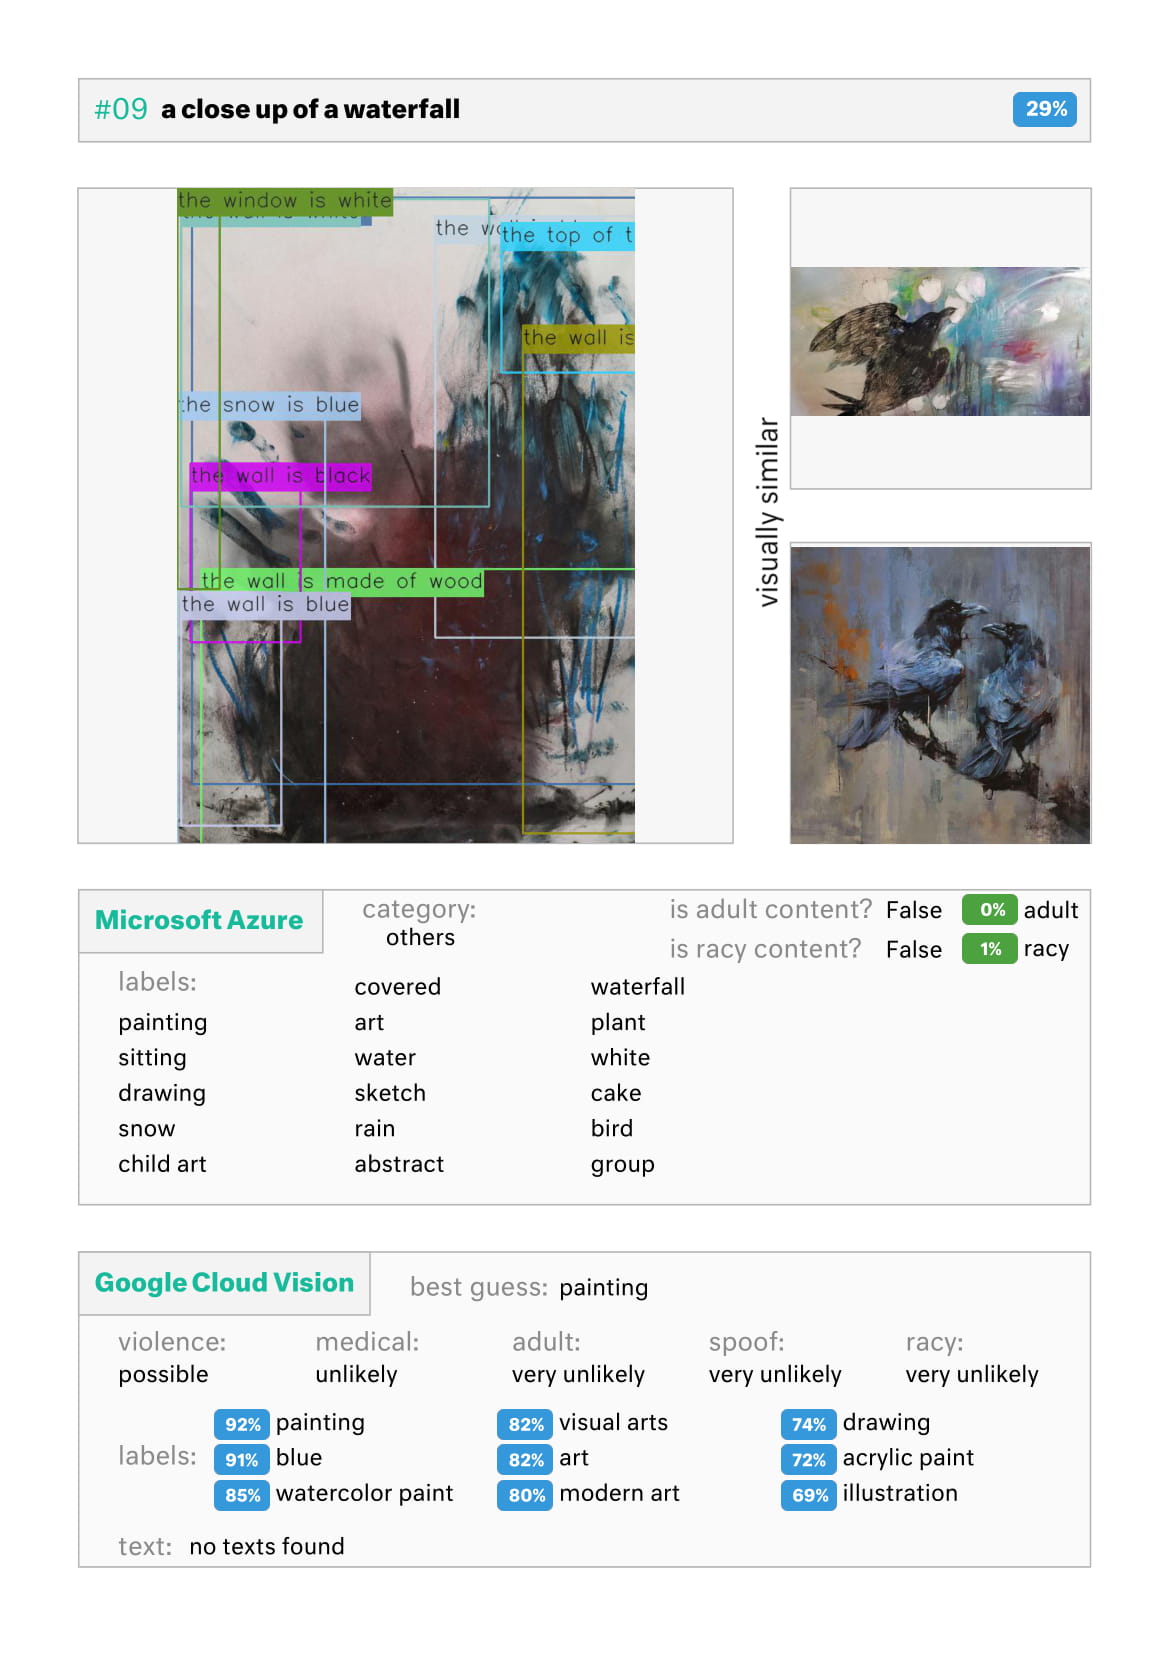 #09 a close up of a waterfall 29%
the window is white
the wall is white
the wa
the top of t
the wall is
the snow is blue
the wall is black
the wall is made of wood
the wall is blue
visually similar
Microsoft Azure
category:
others
is adult content? False 0% adult
is racy content? False 1% racy
labels:
painting
sitting
drawing
snow
child art
covered
art
water
sketch
rain
abstract
waterfall
plant
white
cake
bird
group
Google Cloud Vision
best guess: painting
violence: medical: adult: spoof: racy:
possible unlikely very unlikely very unlikely very unlikely
labels:
92% painting 82% visual arts 74% drawing
91% blue 82% art 72% acrylic paint
85% watercolor paint 80% modern art 69% illustration
text: no texts found